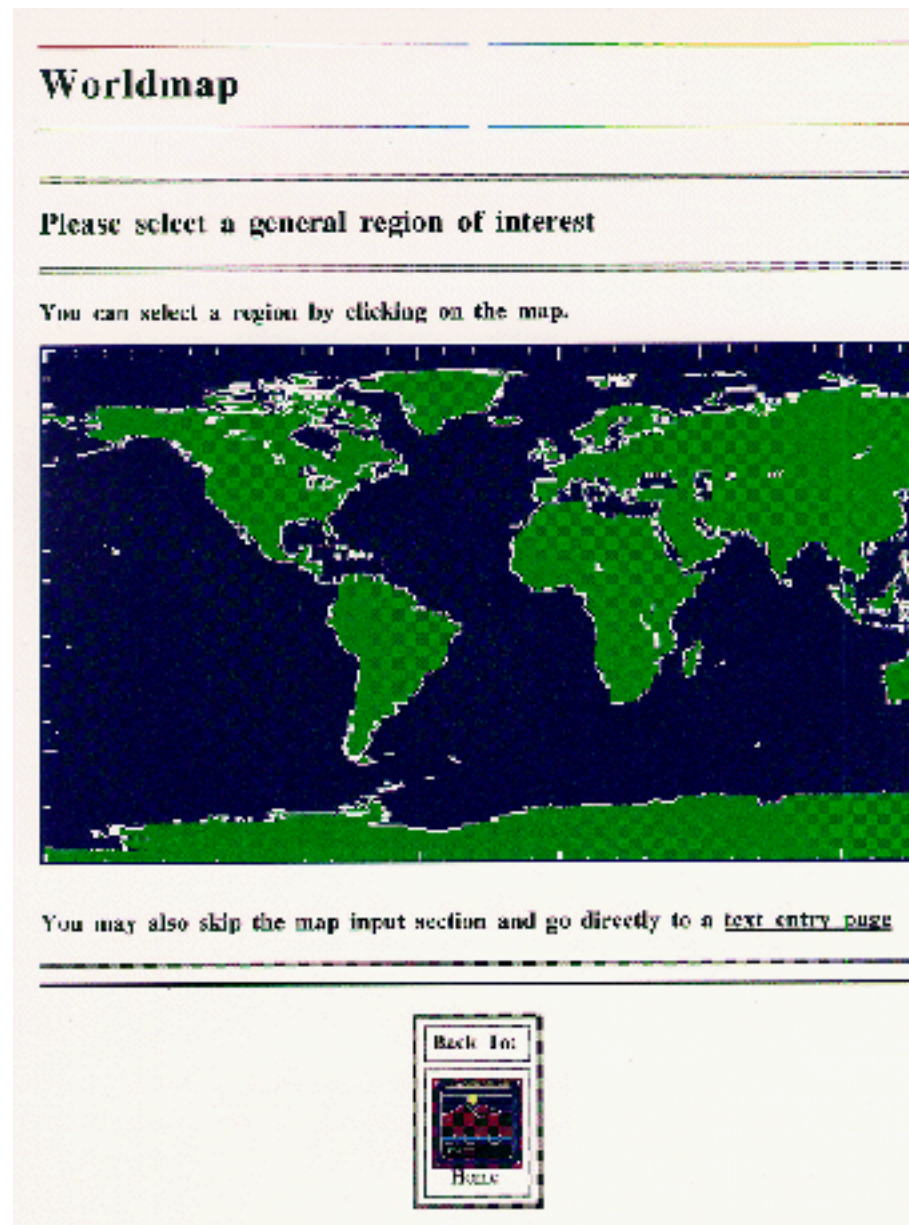 Worldmap
Please select a general region of interest
You can select a region by clicking on the map.
You may also skip the map input section and go directly to a text entry page
Back To:
Home